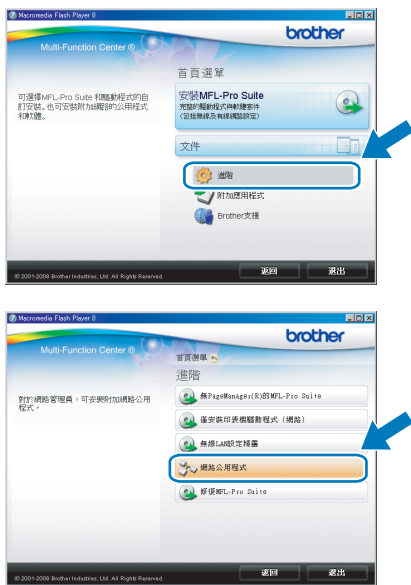 Macromedia Flash Player 8
brother
Multi-Function Center ®
首頁選單
可選擇MFL-Pro Suite 和驅動程式的自
訂安裝。也可安裝附加網路的公用程式
和軟體。
安裝MFL-Pro Suite
完整的驅動程式與軟體套件
(包括無線及有線網路設定)
文件
進階
附加應用程式
Brother支援
© 2001-2008 Brother Industries, Ltd. All Rights Reserved.
返回
退出
Macromedia Flash Player 8
brother
Multi-Function Center ®
首頁選單
進階
對於網路管理員，可安裝附加網路公用
程式。
無PageManager(R)的MFL-Pro Suite
僅安裝印表機驅動程式（網路）
無線LAN設定精靈
網路公用程式
修復MFL-Pro Suite
© 2001-2008 Brother Industries, Ltd. All Rights Reserved.
返回
退出